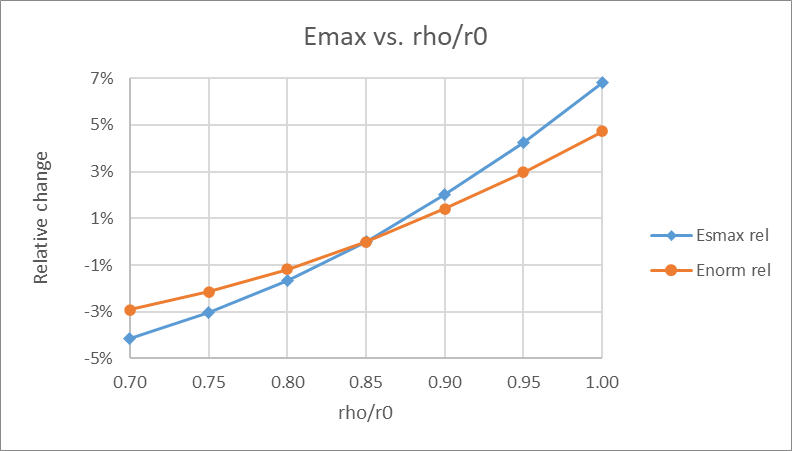 Emax vs. rho/r0
7%
5%
3%
1%
-1%
-3%
-5%
Relative change
0.70 0.75 0.80 0.85 0.90 0.95 1.00
rho/r0
Esmax rel
Enorm rel